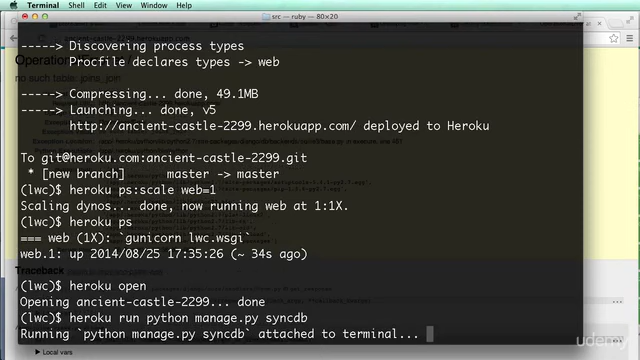 Terminal Shell Edit View Window Help
src — ruby — 80×20
-----> Discovering process types
Procfile declares types -> web
-----> Compressing... done, 49.1MB
-----> Launching... done, v5
http://ancient-castle-2299.herokuapp.com/ deployed to Heroku
To git@heroku.com:ancient-castle-2299.git
* [new branch] master -> master
(lwc)$ heroku ps:scale web=1
Scaling dynos... done, now running web at 1:1X.
(lwc)$ heroku ps
=== web (1X): `gunicorn lwc.wsgi`
web.1: up 2014/08/25 17:35:26 (~ 34s ago)
Traceback
(lwc)$ heroku open
Opening ancient-castle-2299... done
(lwc)$ heroku run python manage.py syncdb
Running `python manage.py syncdb` attached to terminal...
Local vars
udemy